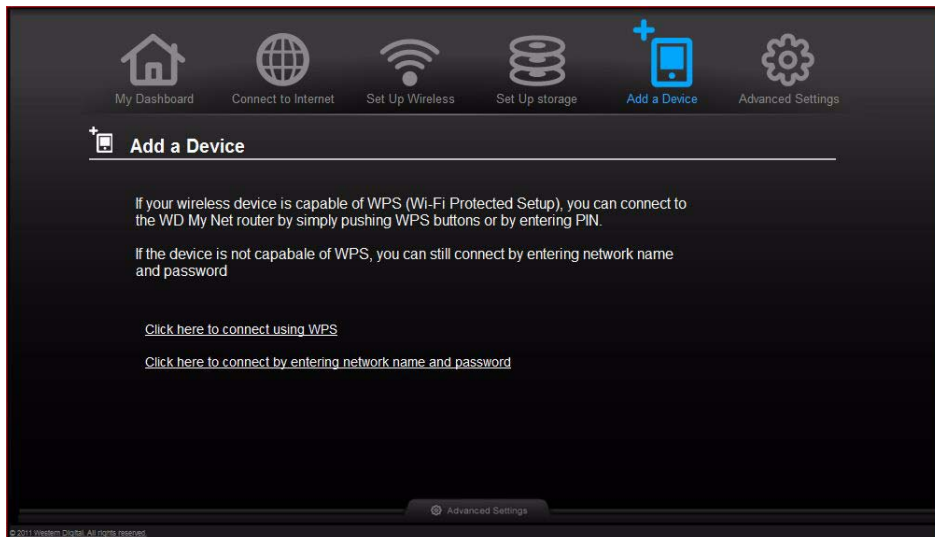 My Dashboard Connect to Internet Set Up Wireless Set Up storage Add a Device Advanced Settings
Add a Device
If your wireless device is capable of WPS (Wi-Fi Protected Setup), you can connect to
the WD My Net router by simply pushing WPS buttons or by entering PIN.
If the device is not capabale of WPS, you can still connect by entering network name
and password
Click here to connect using WPS
Click here to connect by entering network name and password
Advanced Settings
© 2011 Western Digital. All rights reserved.